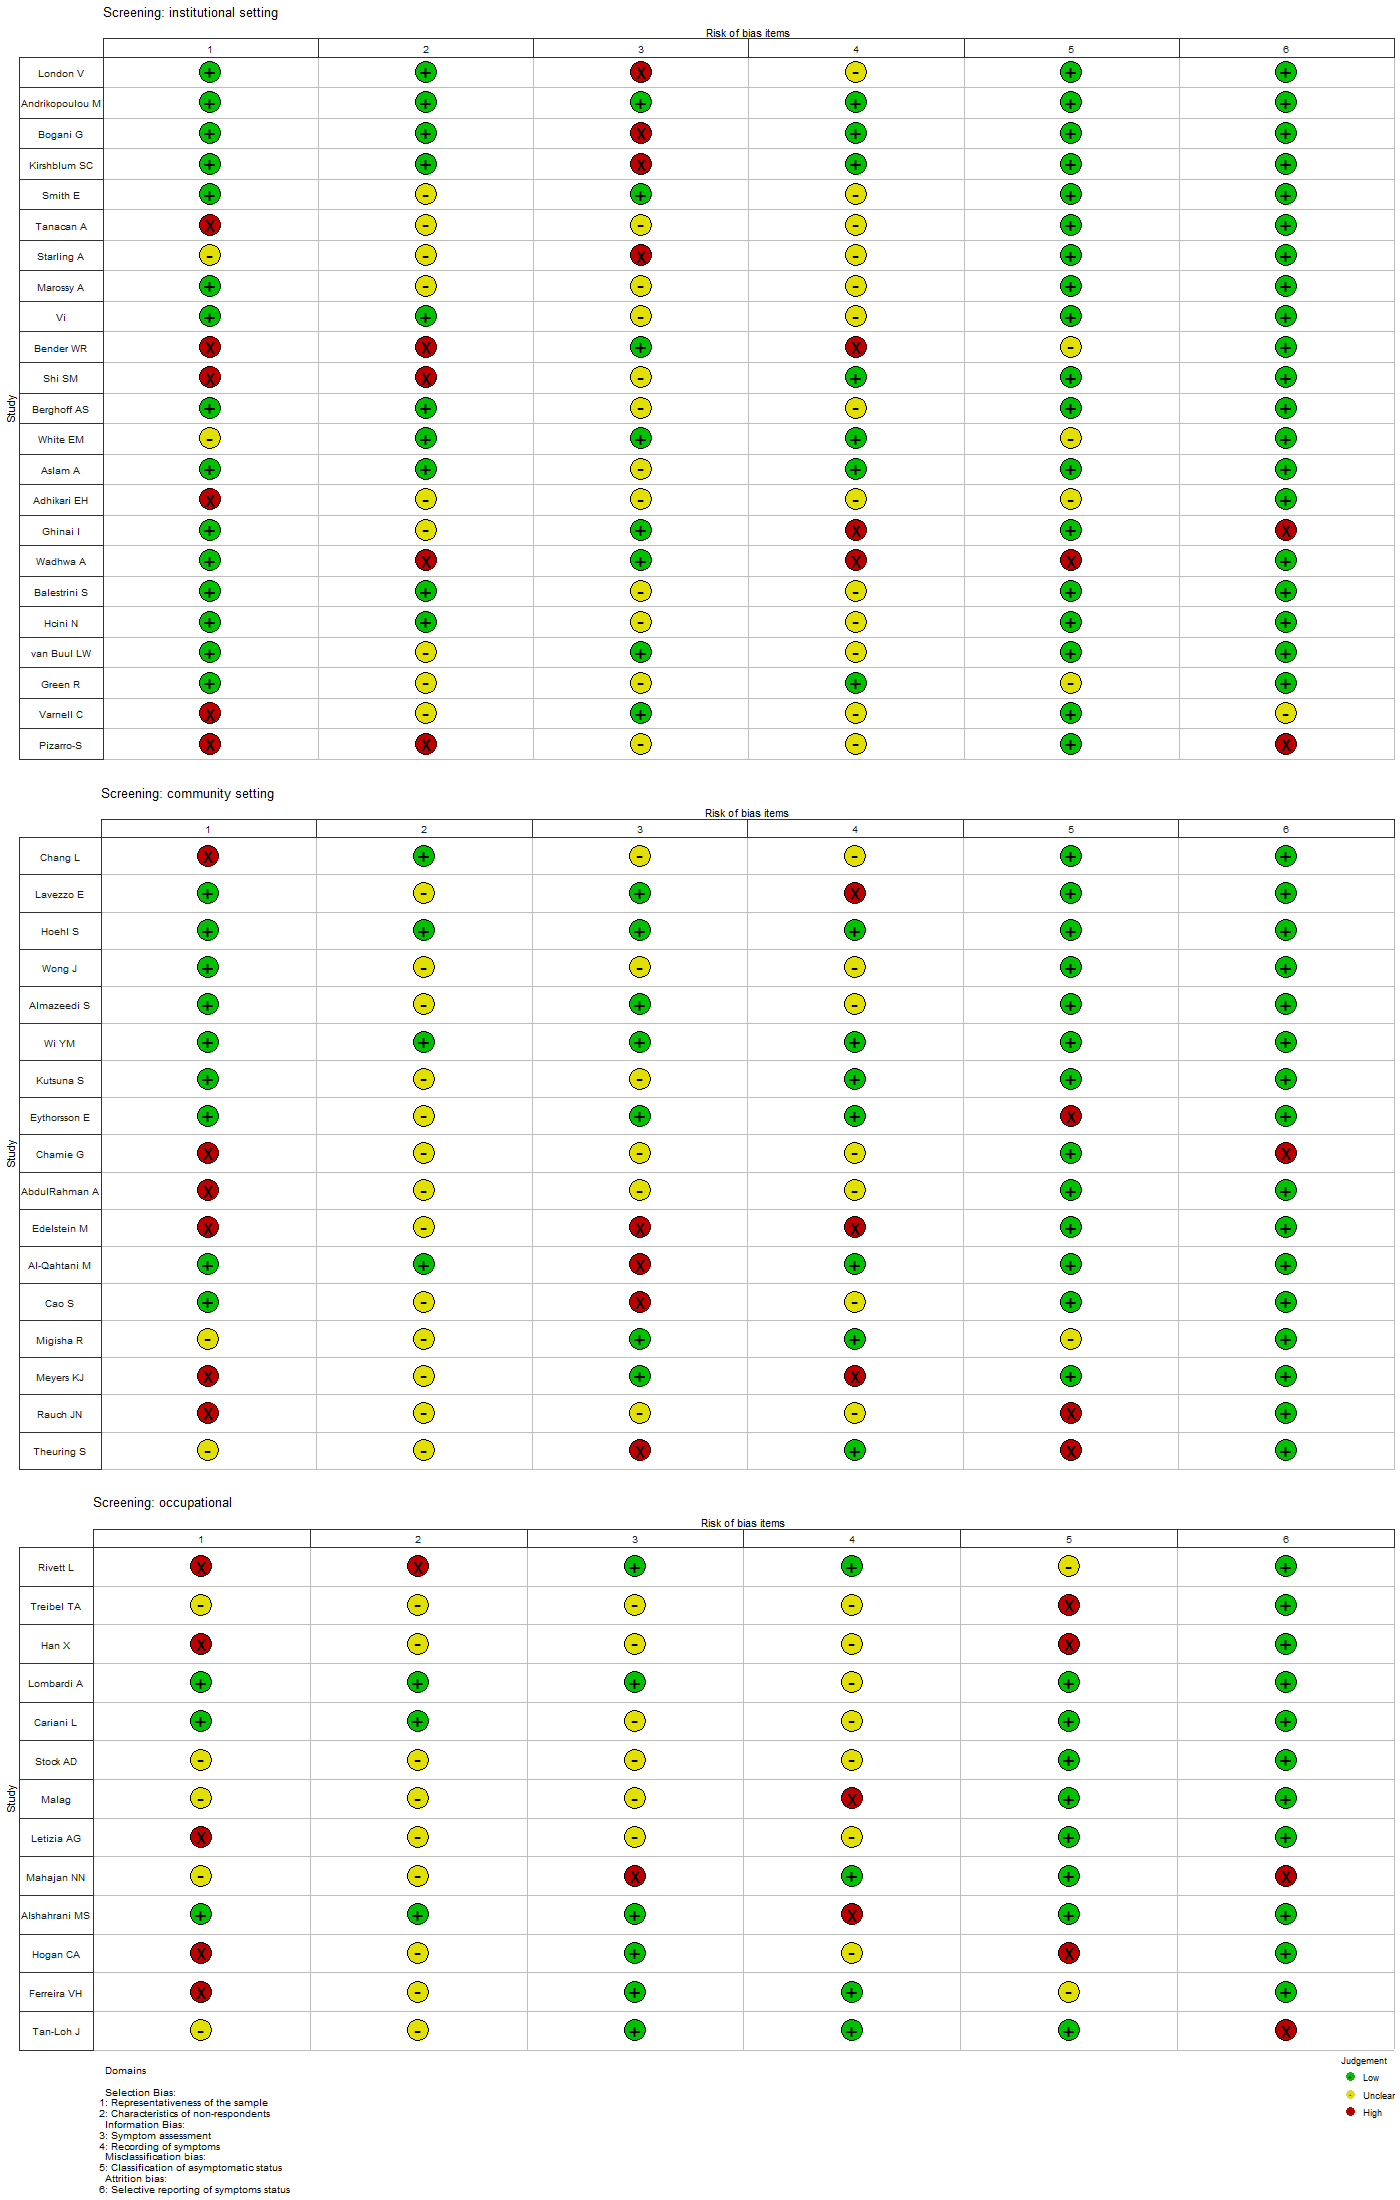 Screening: institutional setting
Risk of bias items
1 2 3 4 5 6
Study
London V + + X - + +
Andrikopoulou M + + + + + +
Bogani G + + X + + +
Kirshblum SC + + X + + +
Smith E + - + - + +
Tanacan A X - - - + +
Starling A - - X - + +
Marossy A + - - - + +
Vi + + - - + +
Bender WR X X + X - +
Shi SM X X - + + +
Berghoff AS + + - - + +
White EM - + + + - +
Aslam A + + - + + +
Adhikari EH X - - - - +
Ghinai I + - + X + X
Wadhwa A + X + X X +
Balestrini S + + - - + +
Hcini N + + - - + +
van Buul LW + - + - + +
Green R + - - + - +
Varnell C X - + - + -
Pizarro-S X X - - + X
Screening: community setting
Risk of bias items
1 2 3 4 5 6
Study
Chang L X + - - + +
Lavezzo E + - + X + +
Hoehl S + + + + + +
Wong J + - - - + +
Almazeedi S + - + - + +
Wi YM + + + + + +
Kutsuna S + - - + + +
Eythorsson E + - + + X +
Chamie G X - - - + X
AbdulRahman A X - - - + +
Edelstein M X - X X + +
Al-Qahtani M + + X + + +
Cao S + - X - + +
Migisha R - - + + - +
Meyers KJ X - + X + +
Rauch JN X - - - X +
Theuring S - - X + X +
Screening: occupational
Risk of bias items
1 2 3 4 5 6
Study
Rivett L X X + + - +
Treibel TA - - - - X +
Han X X - - - X +
Lombardi A + + + - + +
Cariani L + + - - + +
Stock AD - - - - + +
Malag - - - X + +
Letizia AG X - - - + +
Mahajan NN - - X + + X
Alshahrani MS + + + X + +
Hogan CA X - + - X +
Ferreira VH X - + + - +
Tan-Loh J - - + + + X
Domains
Selection Bias:
1: Representativeness of the sample
2: Characteristics of non-respondents
Information Bias:
3: Symptom assessment
4: Recording of symptoms
Misclassification bias:
5: Classification of asymptomatic status
Attrition bias:
6: Selective reporting of symptoms status
Judgement
+ Low
- Unclear
X High